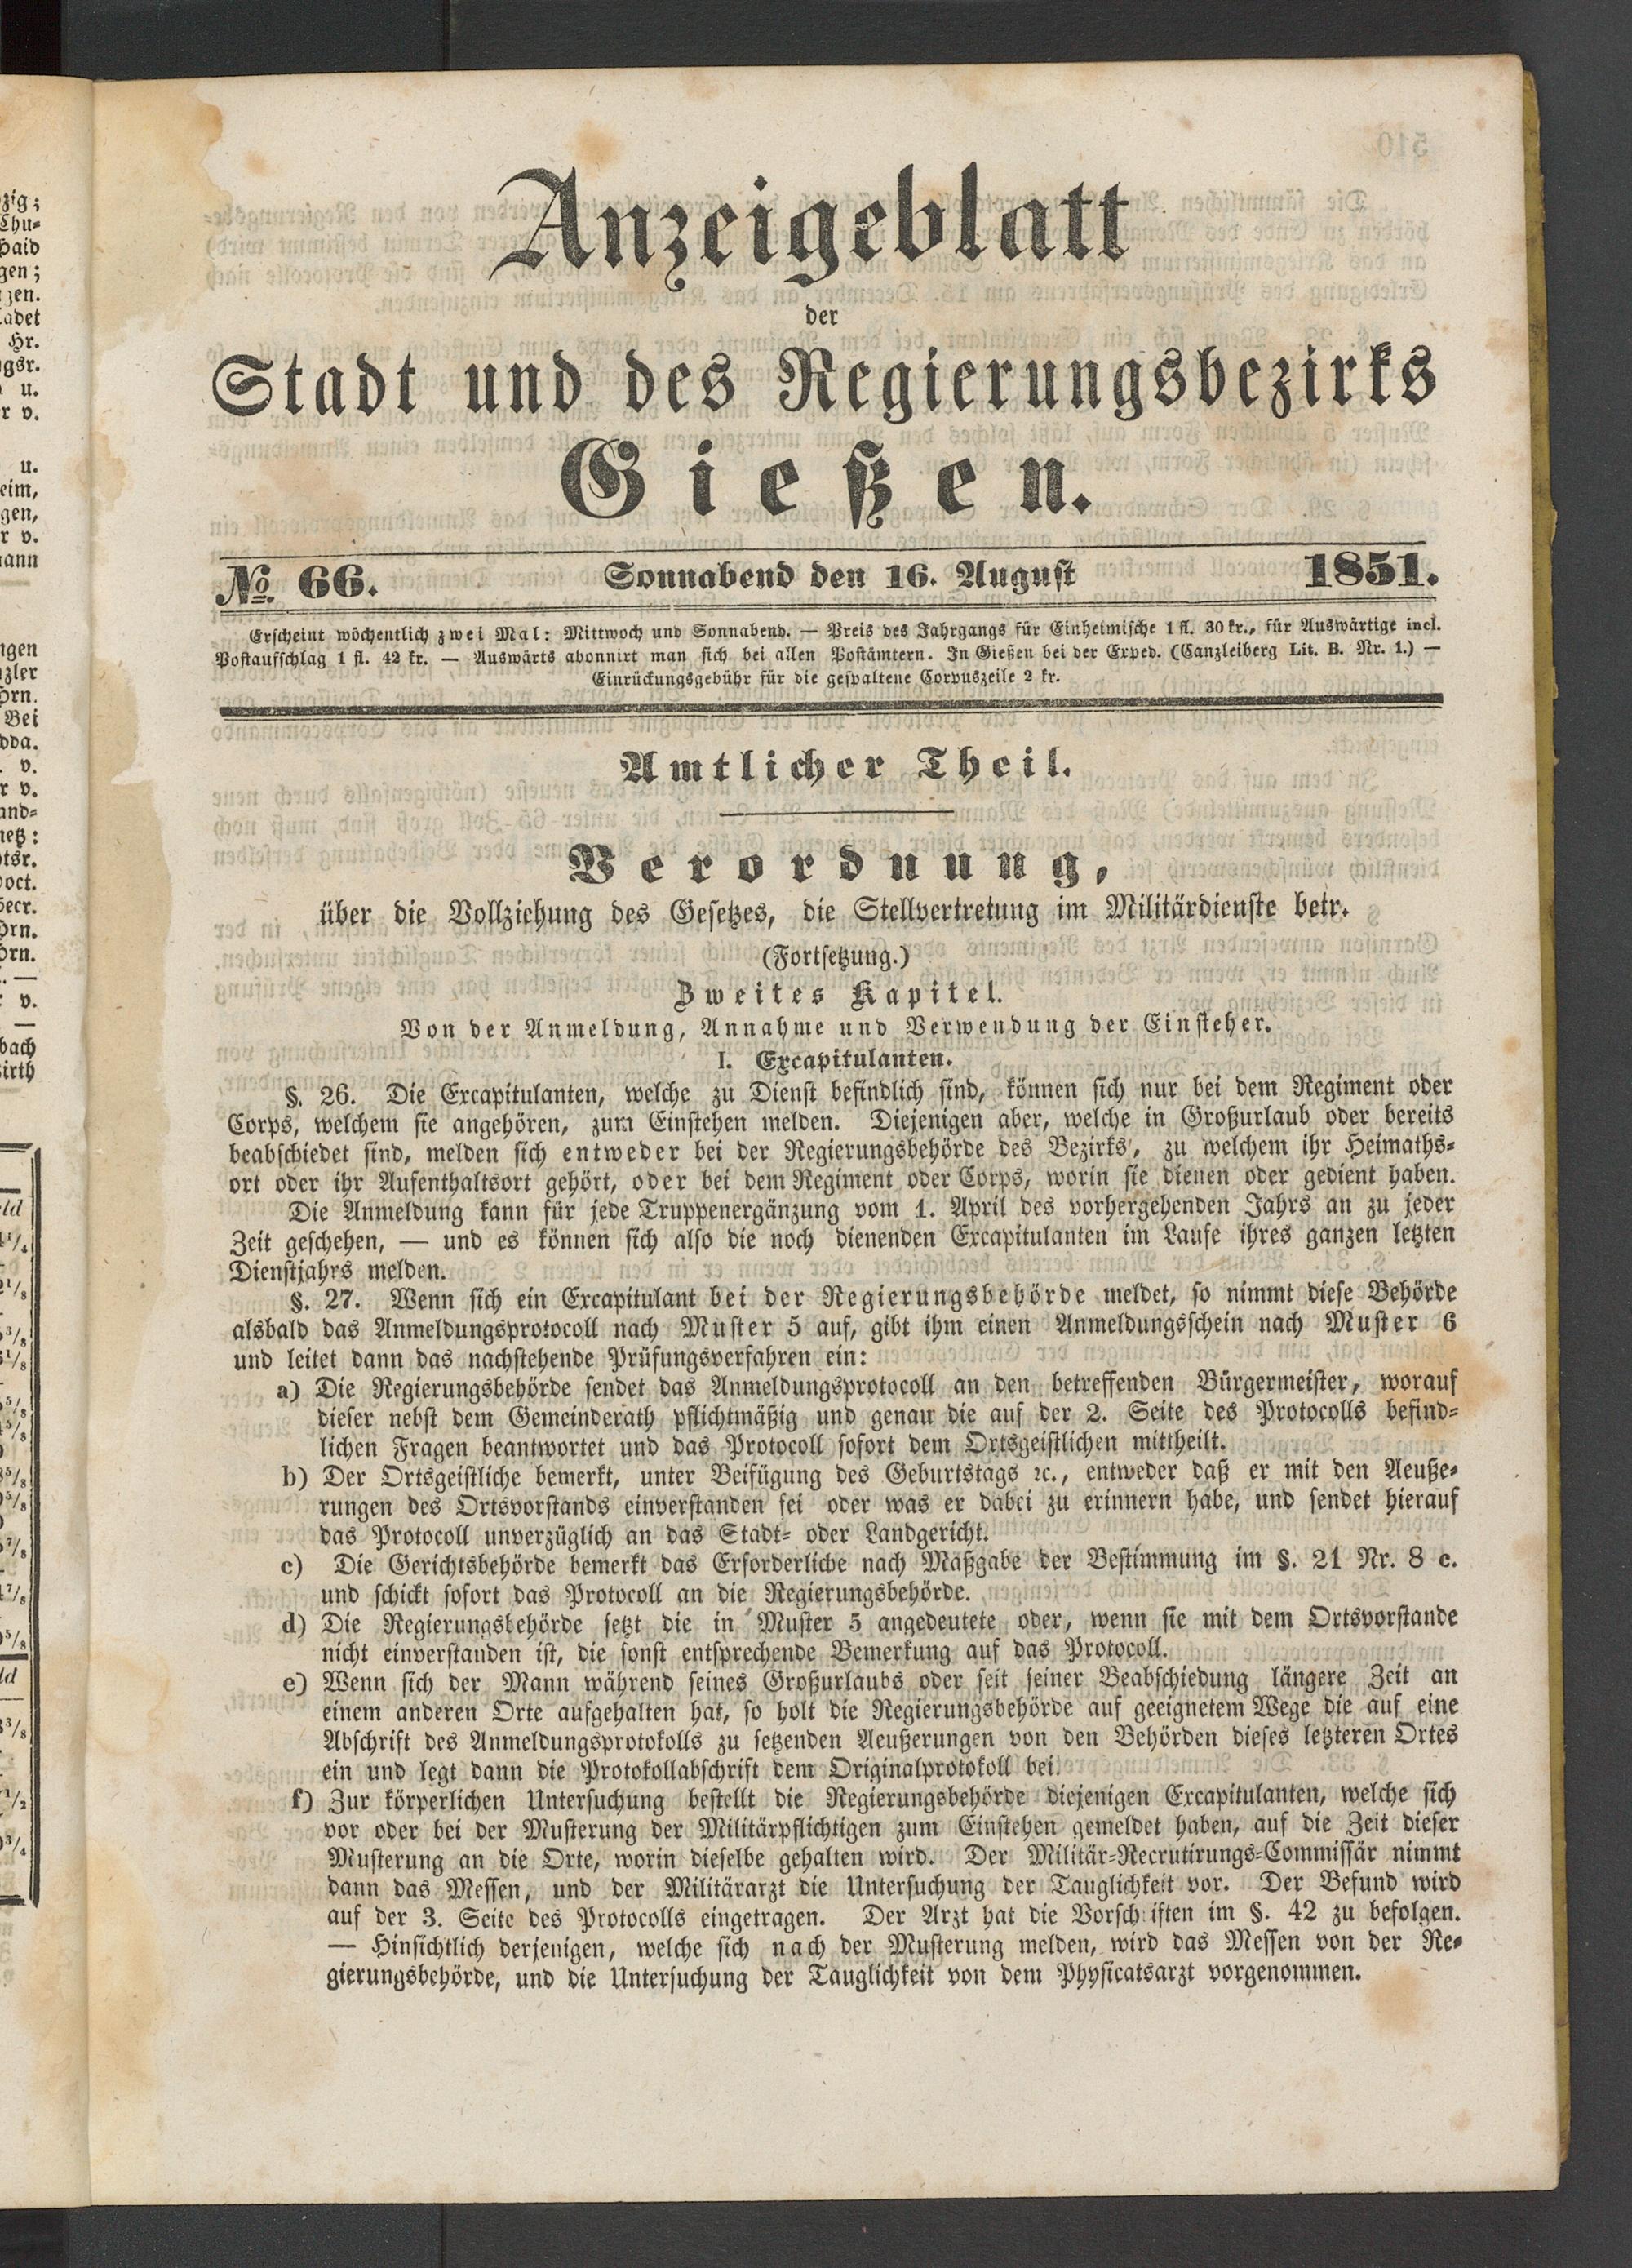 Anzeigeblatt
der
Stadt und des Regierungsbezirks
Gießen.
No. 66. Sonnabend den 16. August 1851.
Erscheint wöchentlich zwei Mal: Mittwoch und Sonnabend. — Preis des Jahrgangs für Einheimische 1 fl. 30 kr., für Auswärtige incl.
Postaufschlag 1 fl. 42 kr. — Auswärts abonnirt man sich bei allen Postämtern. In Gießen bei der Exped. (Canzleiberg Lit. B. Nr. 1.) —
Einrückungsgebühr für die gespaltene Corpuszeile 2 kr.
Amtlicher Theil.
Verordnung,
über die Vollziehung des Gesetzes, die Stellvertretung im Militärdienste betr.
(Fortsetzung.)
Zweites Kapitel.
Von der Anmeldung, Annahme und Verwendung der Einsteher.
I. Excapitulanten.
§. 26. Die Excapitulanten, welche zu Dienst befindlich sind, können sich nur bei dem Regiment oder
Corps, welchem sie angehören, zum Einstehen melden. Diejenigen aber, welche in Großurlaub oder bereits
beabschiedet sind, melden sich entweder bei der Regierungsbehörde des Bezirks, zu welchem ihr Heimaths-
ort oder ihr Aufenthaltsort gehört, oder bei dem Regiment oder Corps, worin sie dienen oder gedient haben.
Die Anmeldung kann für jede Truppenergänzung vom 1. April des vorhergehenden Jahrs an zu jeder
Zeit geschehen, — und es können sich also die noch dienenden Excapitulanten im Laufe ihres ganzen letzten
Dienstjahrs melden.
§. 27. Wenn sich ein Excapitulant bei der Regierungsbehörde meldet, so nimmt diese Behörde
alsbald das Anmeldungsprotocoll nach Muster 5 auf, gibt ihm einen Anmeldungsschein nach Muster 6
und leitet dann das nachstehende Prüfungsverfahren ein:
a) Die Regierungsbehörde sendet das Anmeldungsprotocoll an den betreffenden Bürgermeister, worauf
dieser nebst dem Gemeinderath pflichtmäßig und genau die auf der 2. Seite des Protocolls befind-
lichen Fragen beantwortet und das Protocoll sofort dem Ortsgeistlichen mittheilt.
b) Der Ortsgeistliche bemerkt, unter Beifügung des Geburtstags ꝛc., entweder daß er mit den Aeuße-
rungen des Ortsvorstands einverstanden sei oder was er dabei zu erinnern habe, und sendet hierauf
das Protocoll unverzüglich an das Stadt- oder Landgericht.
c) Die Gerichtsbehörde bemerkt das Erforderliche nach Maßgabe der Bestimmung im §. 21 Nr. 8 c.
und schickt sofort das Protocoll an die Regierungsbehörde.
d) Die Regierungsbehörde setzt die in Muster 5 angedeutete oder, wenn sie mit dem Ortsvorstande
nicht einverstanden ist, die sonst entsprechende Bemerkung auf das Protocoll.
e) Wenn sich der Mann während seines Großurlaubs oder seit seiner Beabschiedung längere Zeit an
einem anderen Orte aufgehalten hat, so holt die Regierungsbehörde auf geeignetem Wege die auf eine
Abschrift des Anmeldungsprotokolls zu setzenden Aeußerungen von den Behörden dieses letzteren Ortes
ein und legt dann die Protokollabschrift dem Originalprotokoll bei.
f) Zur körperlichen Untersuchung bestellt die Regierungsbehörde diejenigen Excapitulanten, welche sich
vor oder bei der Musterung der Militärpflichtigen zum Einstehen gemeldet haben, auf die Zeit dieser
Musterung an die Orte, worin dieselbe gehalten wird. Der Militär-Recrutirungs-Commissär nimmt
dann das Messen, und der Militärarzt die Untersuchung der Tauglichkeit vor. Der Befund wird
auf der 3. Seite des Protocolls eingetragen. Der Arzt hat die Vorschriften im §. 42 zu befolgen.
— Hinsichtlich derjenigen, welche sich nach der Musterung melden, wird das Messen von der Re-
gierungsbehörde, und die Untersuchung der Tauglichkeit von dem Physicatsarzt vorgenommen.